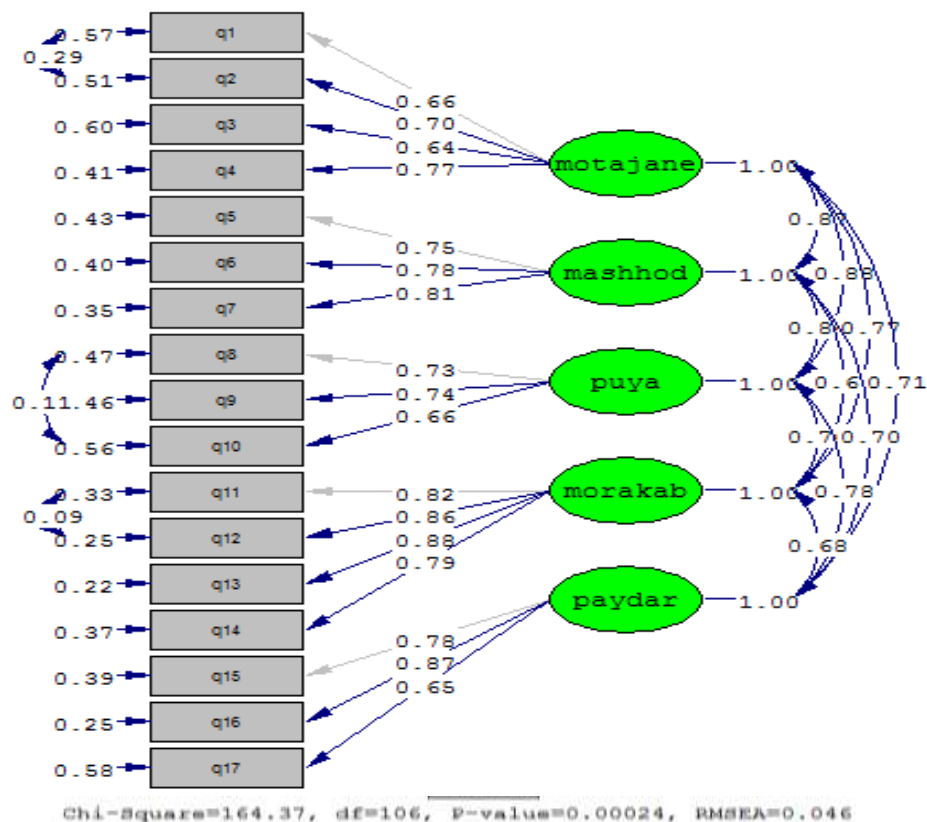 0.57 q1
0.29
0.51 q2
0.60 q3
0.41 q4
0.43 q5
0.40 q6
0.35 q7
0.47 q8
0.11.46 q9
0.56 q10
0.33 q11
0.09
0.25 q12
0.22 q13
0.37 q14
0.39 q15
0.25 q16
0.58 q17
0.66
0.70
0.64
0.77
0.75
0.78
0.81
0.73
0.74
0.66
0.82
0.86
0.88
0.79
0.78
0.87
0.65
motajane 1.00
mashhod 1.00
puya 1.00
morakab 1.00
paydar 1.00
0.88
0.77
0.71
0.70
0.78
0.68
Chi-Square=164.37, df=106, P-value=0.00024, RMSEA=0.046